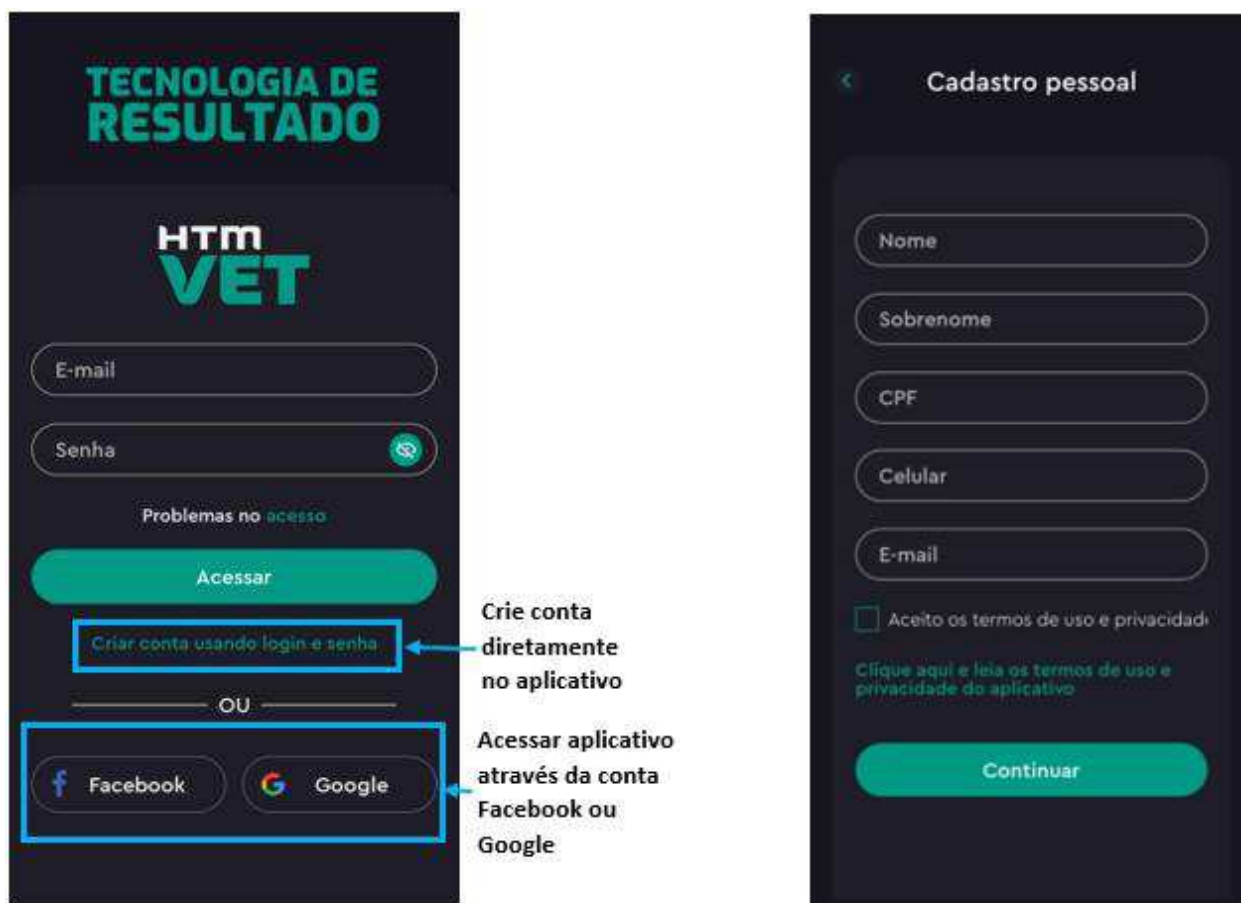 TECNOLOGIA DE
RESULTADO
HTM
VET
E-mail
Senha
Problemas no acesso
Acessar
Criar conta usando login e senha
OU
Facebook
Google
Crie conta
diretamente
no aplicativo
Acessar aplicativo
através da conta
Facebook ou
Google
Cadastro pessoal
Nome
Sobrenome
CPF
Celular
E-mail
Aceito os termos de uso e privacidad
Clique aqui e leia os termos de uso e
privacidade do aplicativo
Continuar